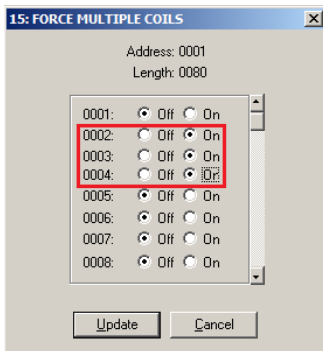 15: FORCE MULTIPLE COILS
Address: 0001
Length: 0080
0001: Off On
0002: Off On
0003: Off On
0004: Off On
0005: Off On
0006: Off On
0007: Off On
0008: Off On
Update Cancel